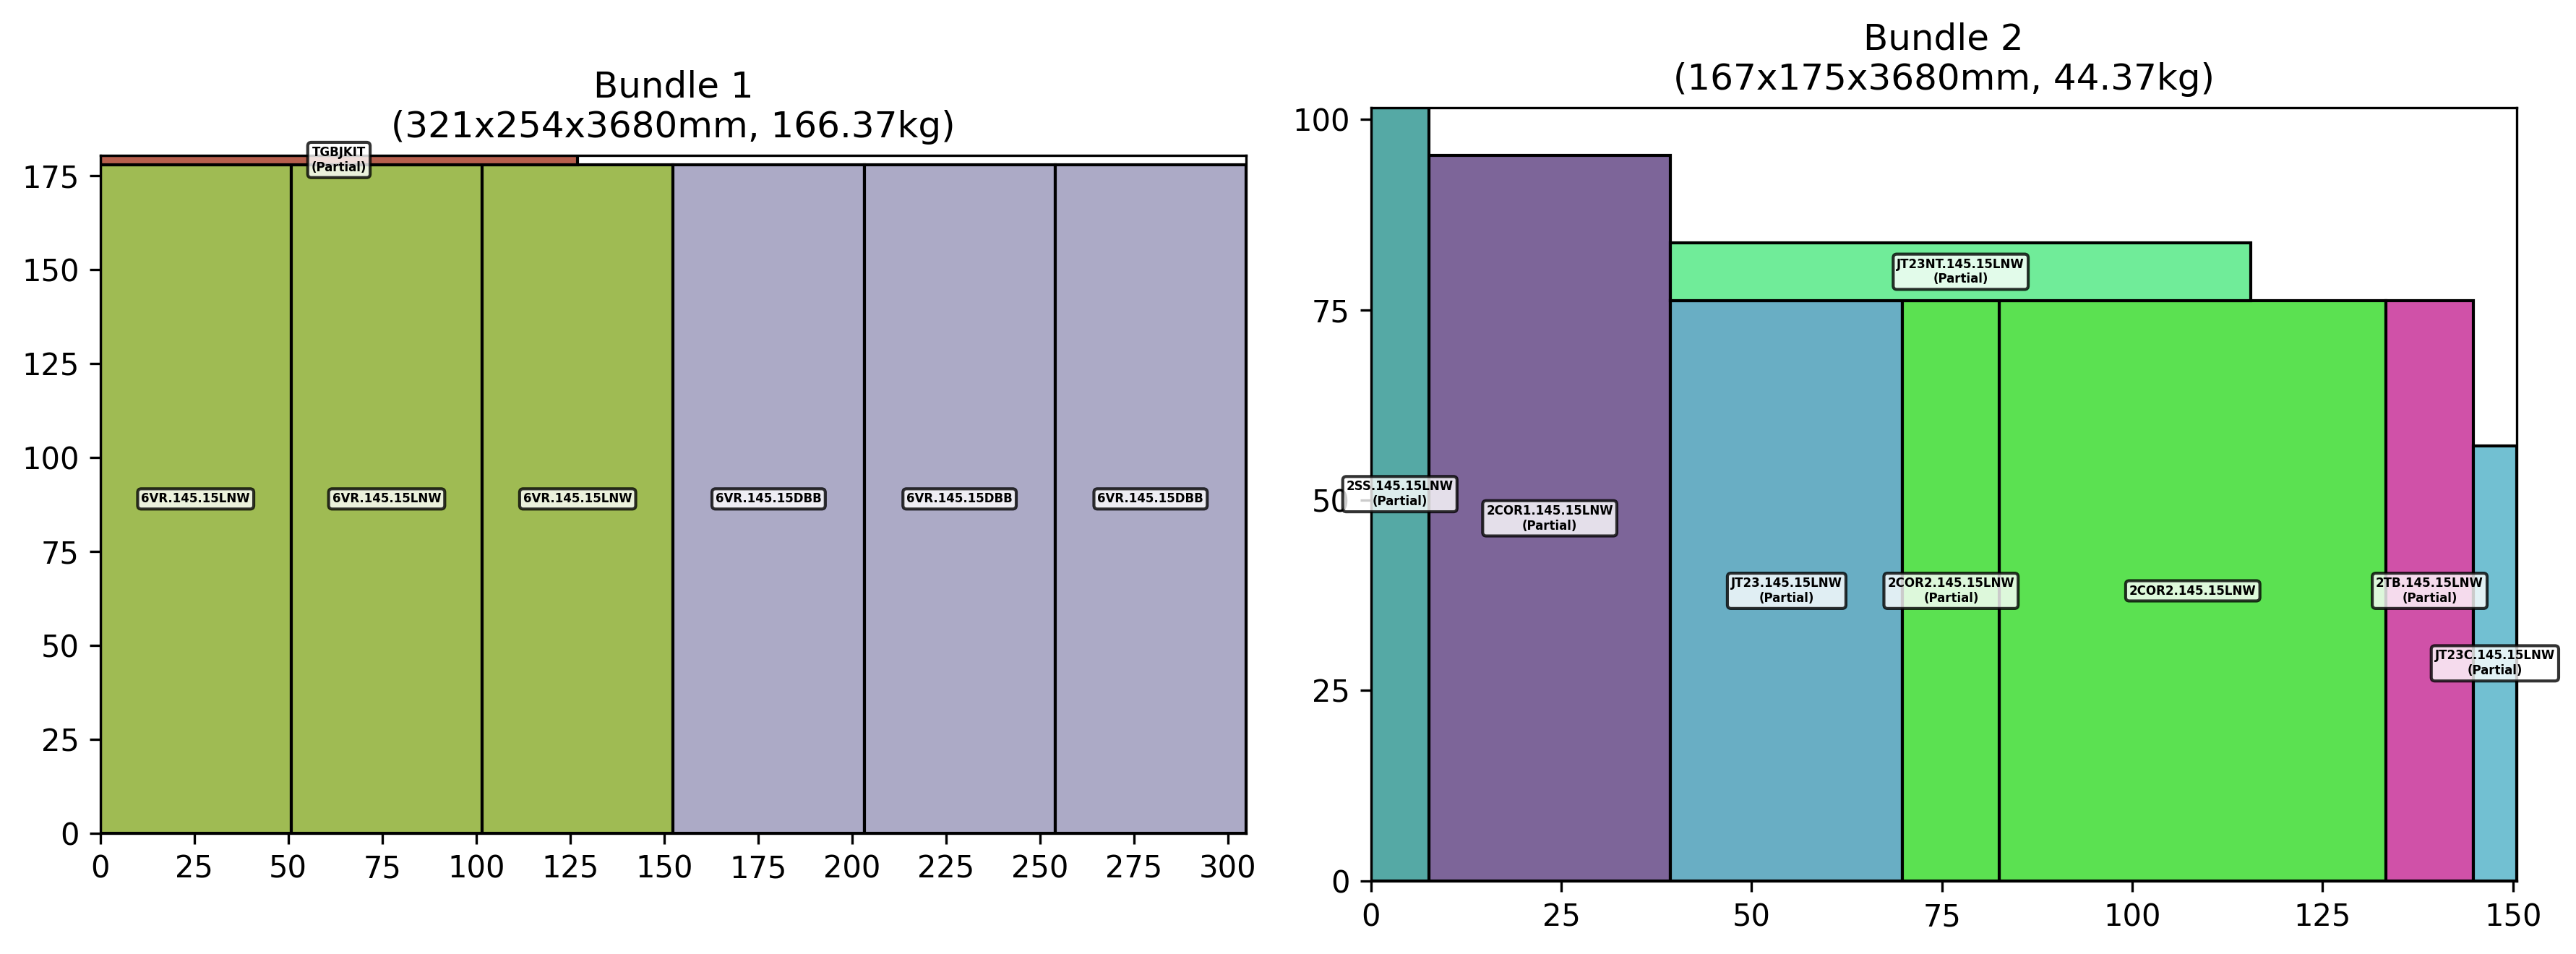 Bundle 1
(321x254x3680mm, 166.37kg)
175
150
125
100
75
50
25
0
0 25 50 75 100 125 150 175 200 225 250 275 300
TGBJKIT
(Partial)
6VR.145.15LNW
6VR.145.15LNW
6VR.145.15LNW
6VR.145.15DBB
6VR.145.15DBB
6VR.145.15DBB
Bundle 2
(167x175x3680mm, 44.37kg)
100
75
50
25
0
0 25 50 75 100 125 150
JT23NT.145.15LNW
(Partial)
2SS.145.15LNW
(Partial)
2COR1.145.15LNW
(Partial)
JT23.145.15LNW
(Partial)
2COR2.145.15LNW
(Partial)
2COR2.145.15LNW
2TB.145.15LNW
(Partial)
JT23C.145.15LNW
(Partial)